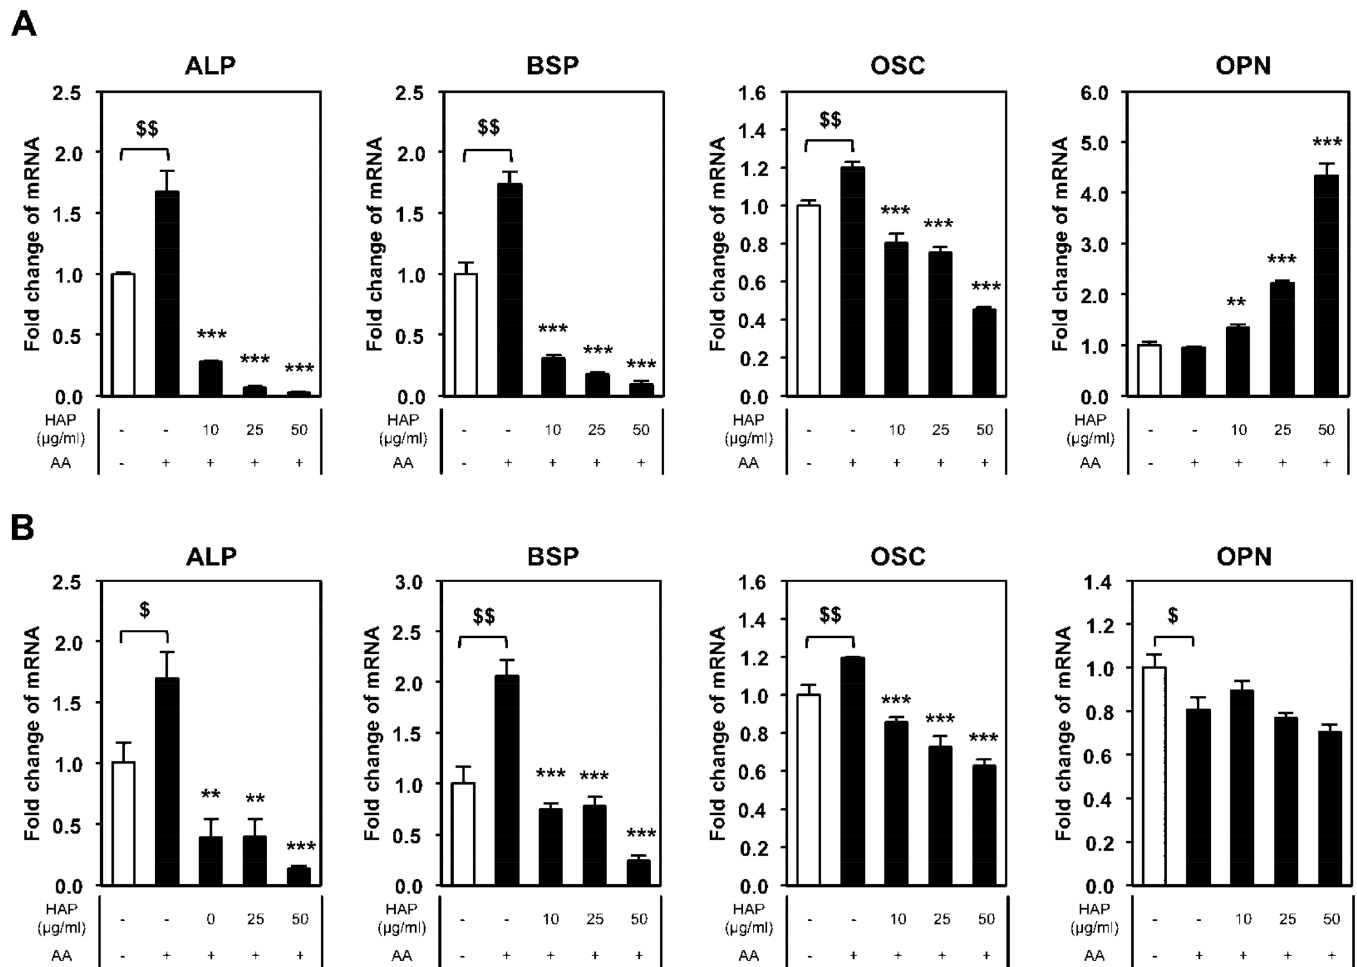 A
ALP
BSP
OSC
OPN
Fold change of mRNA
2.5
2.0
1.5
1.0
0.5
0.0
$$
***
***
***
HAP
(µg/ml)
- - 10 25 50
AA
- + + + +
Fold change of mRNA
2.5
2.0
1.5
1.0
0.5
0.0
$$
***
***
***
HAP
(µg/ml)
- - 10 25 50
AA
- + + + +
Fold change of mRNA
1.6
1.4
1.2
1.0
0.8
0.6
0.4
0.2
0.0
$$
***
***
***
HAP
(µg/ml)
- - 10 25 50
AA
- + + + +
Fold change of mRNA
6.0
5.0
4.0
3.0
2.0
1.0
0.0
**
***
***
HAP
(µg/ml)
- - 10 25 50
AA
- + + + +
B
ALP
BSP
OSC
OPN
Fold change of mRNA
2.5
2.0
1.5
1.0
0.5
0.0
$
**
**
***
HAP
(µg/ml)
- - 0 25 50
AA
- + + + +
Fold change of mRNA
3.0
2.5
2.0
1.5
1.0
0.5
0.0
$$
***
***
***
HAP
(µg/ml)
- - 10 25 50
AA
- + + + +
Fold change of mRNA
1.6
1.4
1.2
1.0
0.8
0.6
0.4
0.2
0.0
$$
***
***
***
HAP
(µg/ml)
- - 10 25 50
AA
- + + + +
Fold change of mRNA
1.4
1.2
1.0
0.8
0.6
0.4
0.2
0.0
$
HAP
(µg/ml)
- - 10 25 50
AA
- + + + +